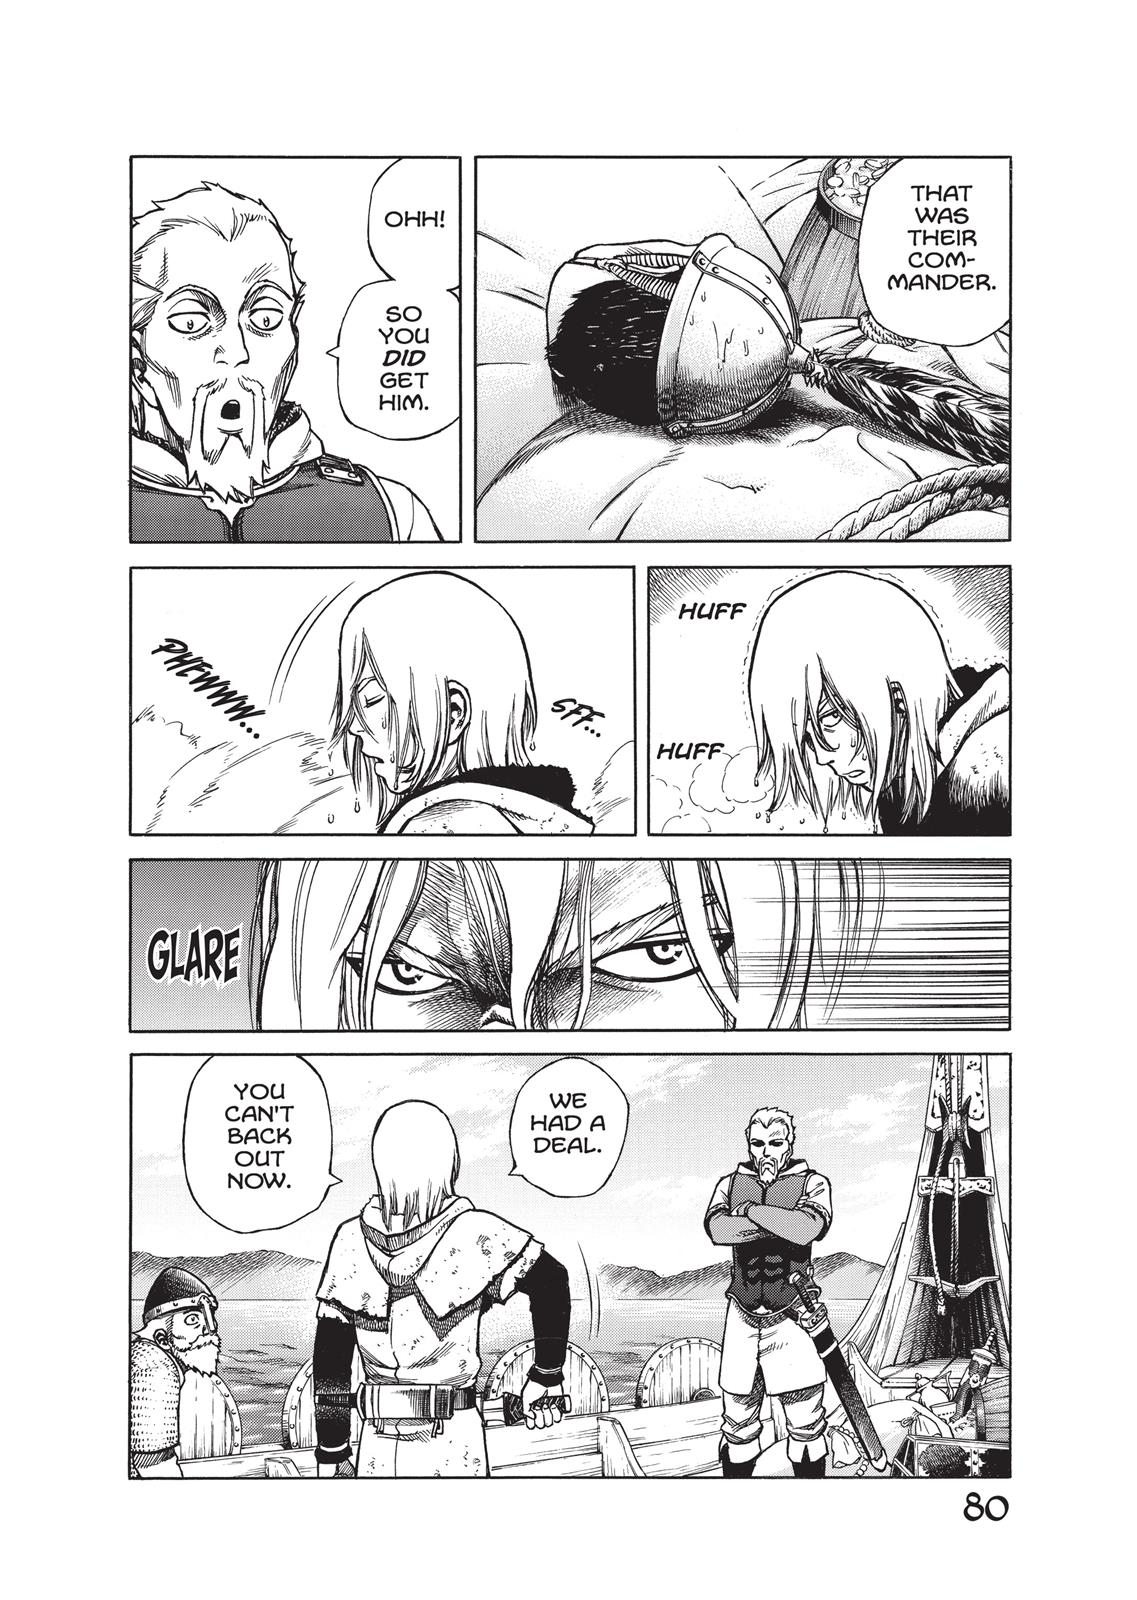 THAT
WAS
THEIR
COM-
MANDER.
OHH!
SO
YOU
DID
GET
HIM.
HUFF
HUFF
SFF...
PHEWWW...
GLARE
WE
HAD A
DEAL.
YOU
CAN'T
BACK
OUT
NOW.
80